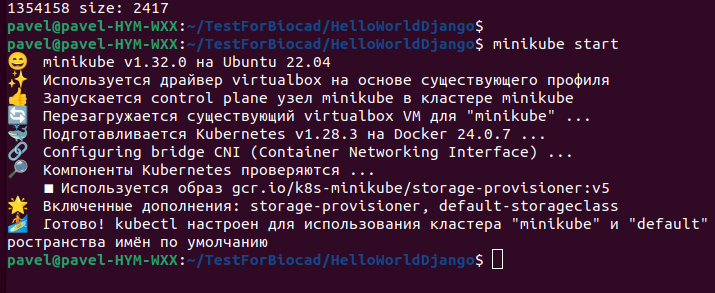 1354158 size: 2417
pavel@pavel-HYM-WXX:~/TestForBiocad/HelloWorldDjango$
pavel@pavel-HYM-WXX:~/TestForBiocad/HelloWorldDjango$ minikube start
😄 minikube v1.32.0 на Ubuntu 22.04
✨ Используется драйвер virtualbox на основе существующего профиля
👍 Запускается control plane узел minikube в кластере minikube
🔄 Перезагружается существующий virtualbox VM для "minikube" ...
🐳 Подготавливается Kubernetes v1.28.3 на Docker 24.0.7 ...
🔗 Configuring bridge CNI (Container Networking Interface) ...
🔎 Компоненты Kubernetes проверяются ...
■ Используется образ gcr.io/k8s-minikube/storage-provisioner:v5
🌟 Включенные дополнения: storage-provisioner, default-storageclass
🏄 Готово! kubectl настроен для использования кластера "minikube" и "default"
ространства имён по умолчанию
pavel@pavel-HYM-WXX:~/TestForBiocad/HelloWorldDjango$